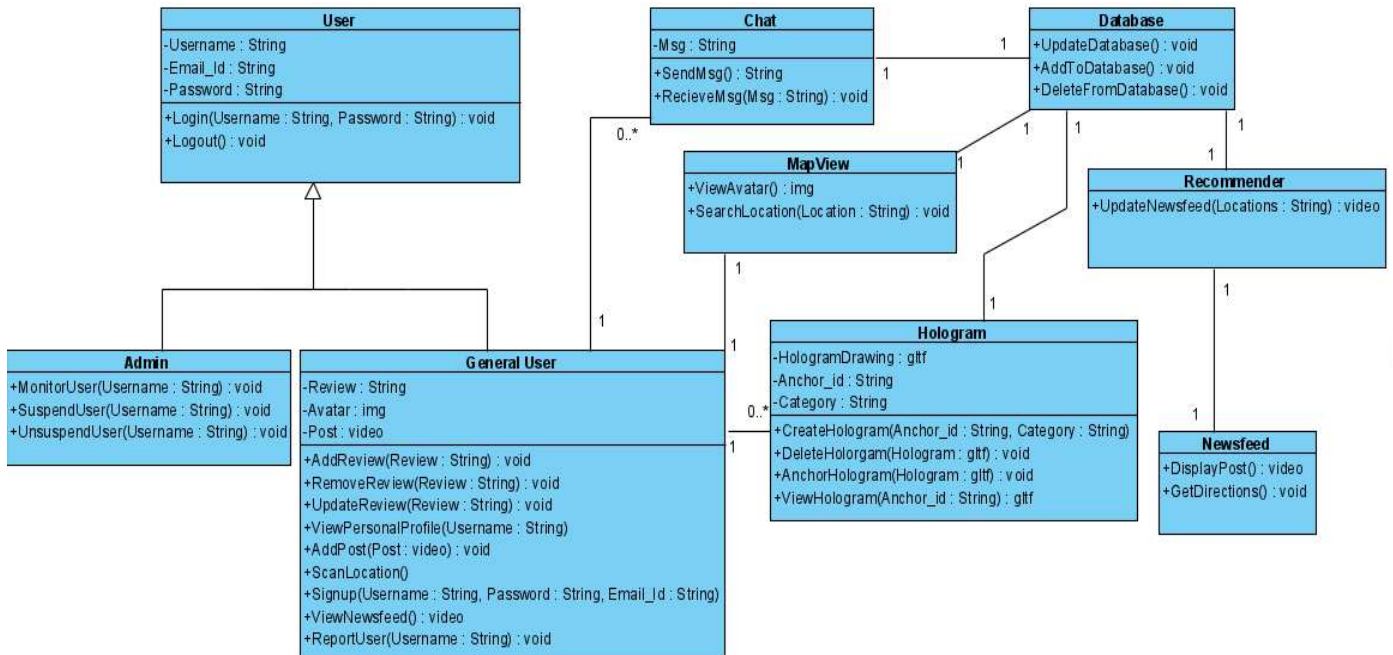 User
-Username : String
-Email_Id : String
-Password : String
+Login(Username : String, Password : String) : void
+Logout() : void
Chat
-Msg : String
+SendMsg() : String
+RecieveMsg(Msg : String) : void
Database
+UpdateDatabase() : void
+AddToDatabase() : void
+DeleteFromDatabase() : void
1
1
0..*
1
1
1
1
1
1
MapView
+ViewAvatar() : img
+SearchLocation(Location : String) : void
Recommender
+UpdateNewsfeed(Locations : String) : video
1
1
1
1
1
Admin
+MonitorUser(Username : String) : void
+SuspendUser(Username : String) : void
+UnsuspendUser(Username : String) : void
General User
-Review : String
-Avatar : img
-Post : video
+AddReview(Review : String) : void
+RemoveReview(Review : String) : void
+UpdateReview(Review : String) : void
+ViewPersonalProfile(Username : String)
+AddPost(Post : video) : void
+ScanLocation()
+Signup(Username : String, Password : String, Email_Id : String)
+ViewNewsfeed() : video
+ReportUser(Username : String) : void
0..*
1
Hologram
-HologramDrawing : gltf
-Anchor_id : String
-Category : String
+CreateHologram(Anchor_id : String, Category : String)
+DeleteHolorgam(Hologram : gltf) : void
+AnchorHologram(Hologram : gltf) : void
+ViewHologram(Anchor_id : String) : gltf
1
Newsfeed
+DisplayPost() : video
+GetDirections() : void